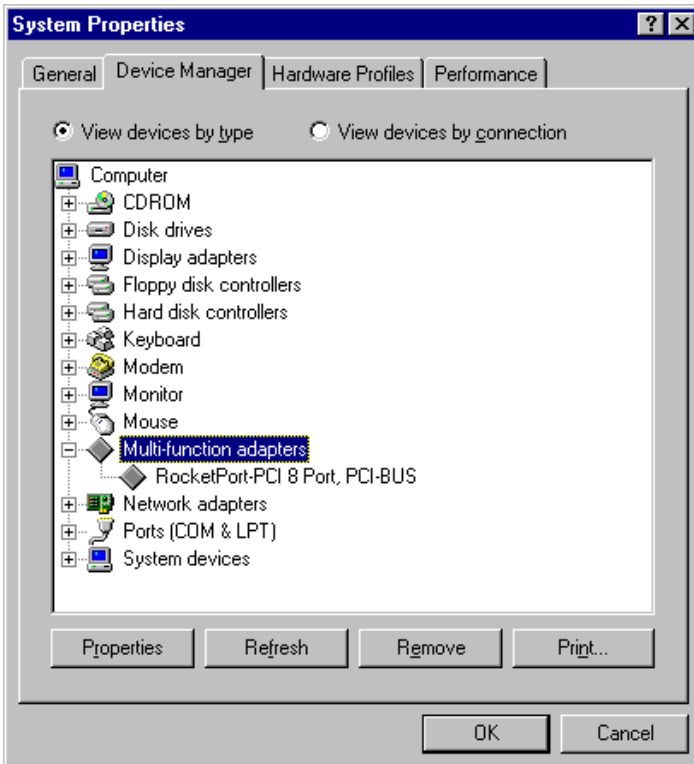 System Properties
General Device Manager Hardware Profiles Performance
View devices by type View devices by connection
Computer
CDROM
Disk drives
Display adapters
Floppy disk controllers
Hard disk controllers
Keyboard
Modem
Monitor
Mouse
Multi-function adapters
RocketPort-PCI 8 Port, PCI-BUS
Network adapters
Ports (COM & LPT)
System devices
Properties Refresh Remove Print...
OK Cancel